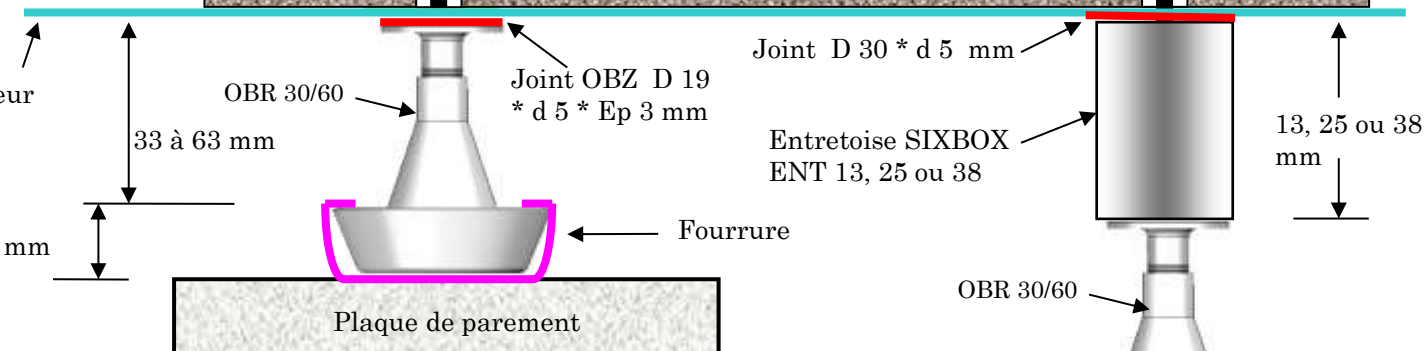 eur
33 à 63 mm
mm
OBR 30/60
Joint OBZ D 19
* d 5 * Ep 3 mm
Fourrure
Plaque de parement
Joint D 30 * d 5 mm
Entretoise SIXBOX
ENT 13, 25 ou 38
13, 25 ou 38
mm
OBR 30/60